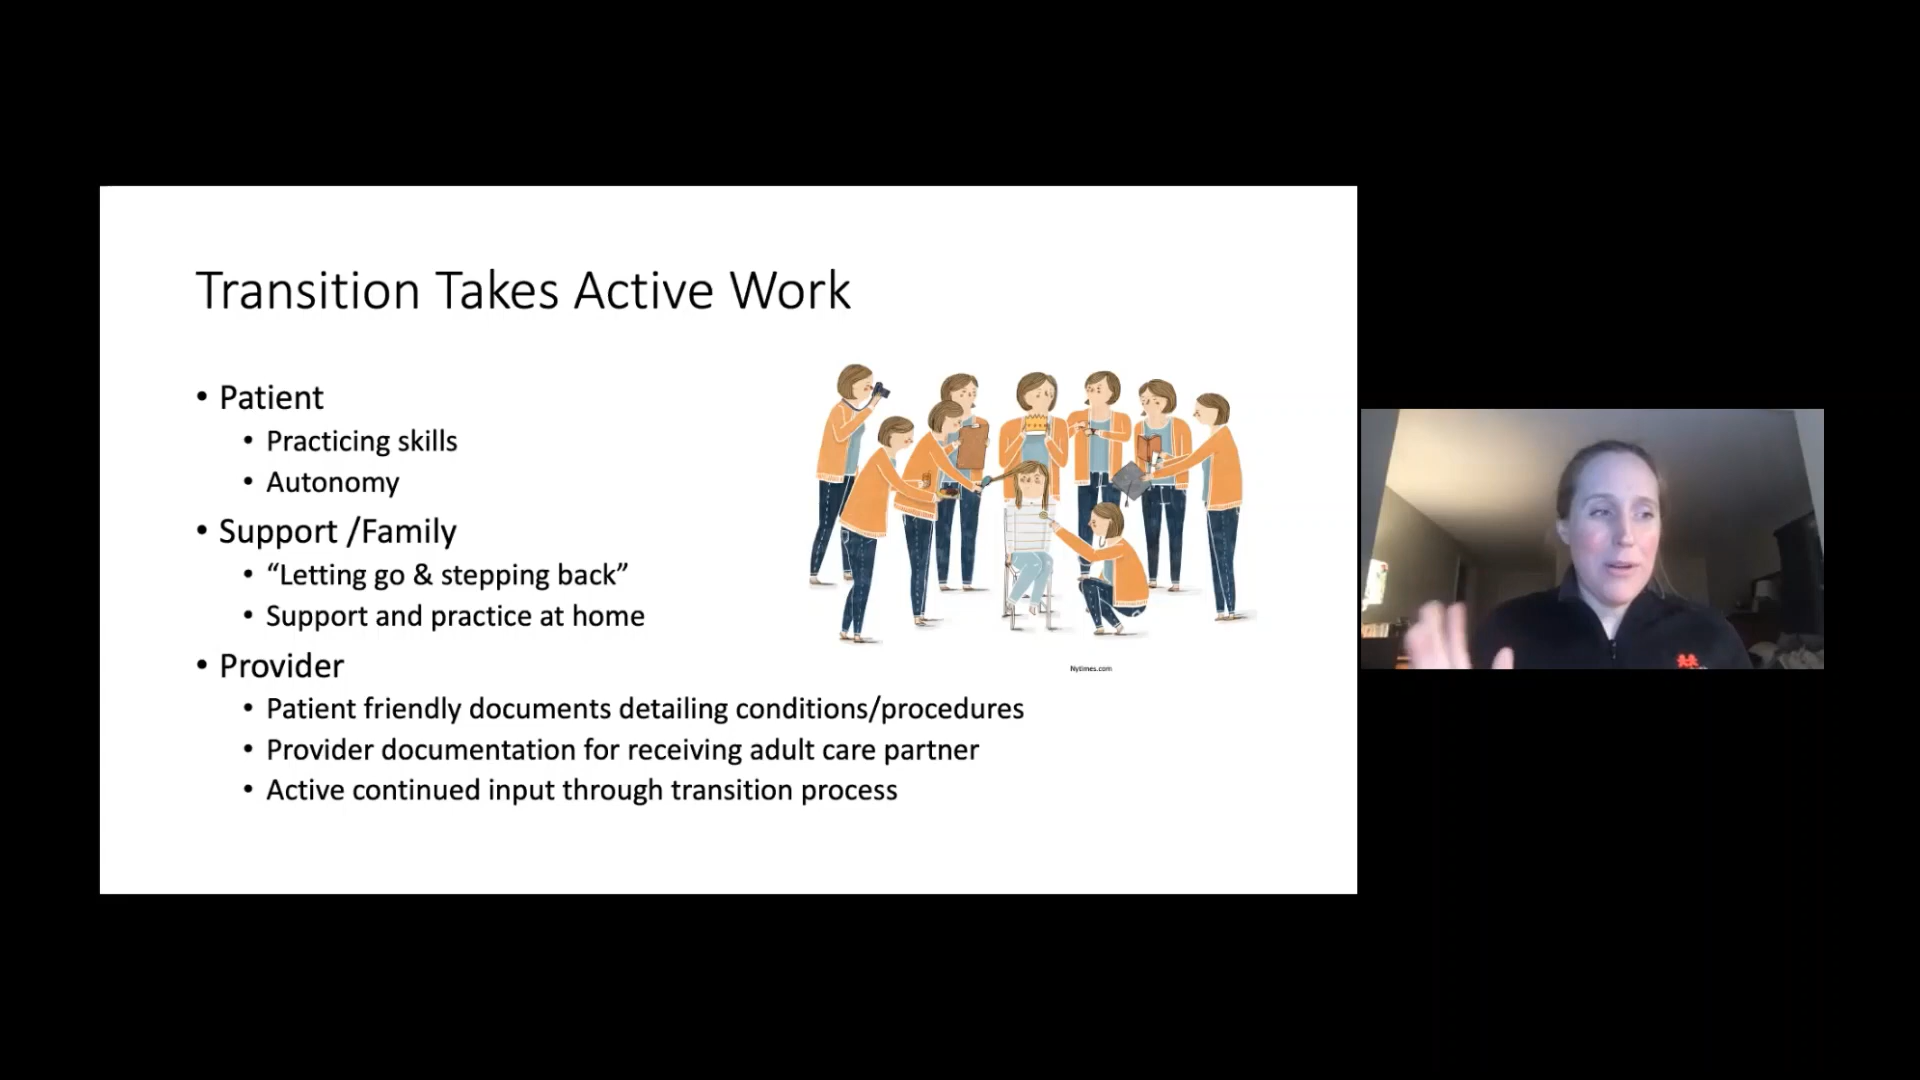 Transition Takes Active Work
• Patient
• Practicing skills
• Autonomy
• Support /Family
• “Letting go & stepping back”
• Support and practice at home
• Provider
• Patient friendly documents detailing conditions/procedures
• Provider documentation for receiving adult care partner
• Active continued input through transition process
Nytimes.com